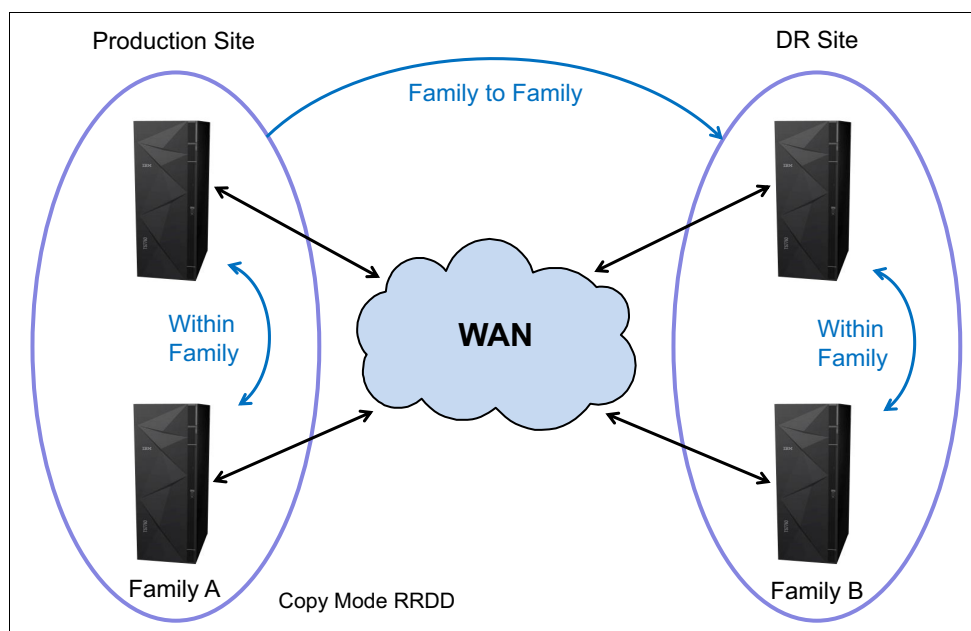 Production Site
DR Site
Family to Family
Within
Family
WAN
Within
Family
Family A
Family B
Copy Mode RRDD